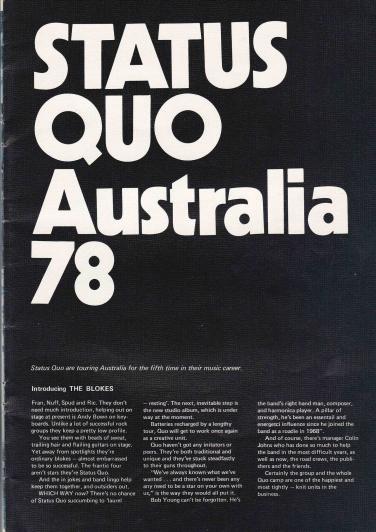 STATUS
QUO
Australia
78
Status Quo are touring Australia for the fifth time in their music career.
Introducing THE BLOKES
Fran, Nuff, Spud and Ric. They don't
need much introduction, helping out on
stage at present is Andy Bown on key-
boards. Unlike a lot of successful rock
groups they keep a pretty low profile.
You see them with beads of sweat,
trailing hair and flailing guitars on stage.
Yet away from spotlights they're
ordinary blokes — almost embarrassed
to be so successful. The frantic four
aren't stars they're Status Quo.
And the in jokes and band lingo help
keep them together, and outsiders out.
WHICH WAY now? There's no chance
of Status Quo succumbing to 'laurel
— resting'. The next, inevitable step is
the new studio album, which is under
way at the moment.
Batteries recharged by a lengthy
tour, Quo will get to work once again
as a creative unit.
Quo haven't got any imitators or
peers. They're both traditional and
unique and they've stuck steadfastly
to their guns throughout.
"We've always known what we've
wanted . . . and there's never been any
any need to be a star on your own with
us," is the way they would all put it.
Bob Young can't be forgotten. He's
the band's right hand man, composer,
and harmonica player. A pillar of
strength, he's been an essentail and
energetci influence since he joined the
band as a roadie in 1968".
And of course, there's manager Colin
Johns who has done so much to help
the band in the most difficult years, as
well as now, the road crews, the publi-
shers and the friends.
Certainly the group and the whole
Quo camp are one of the happiest and
most tightly — knit units in the
business.